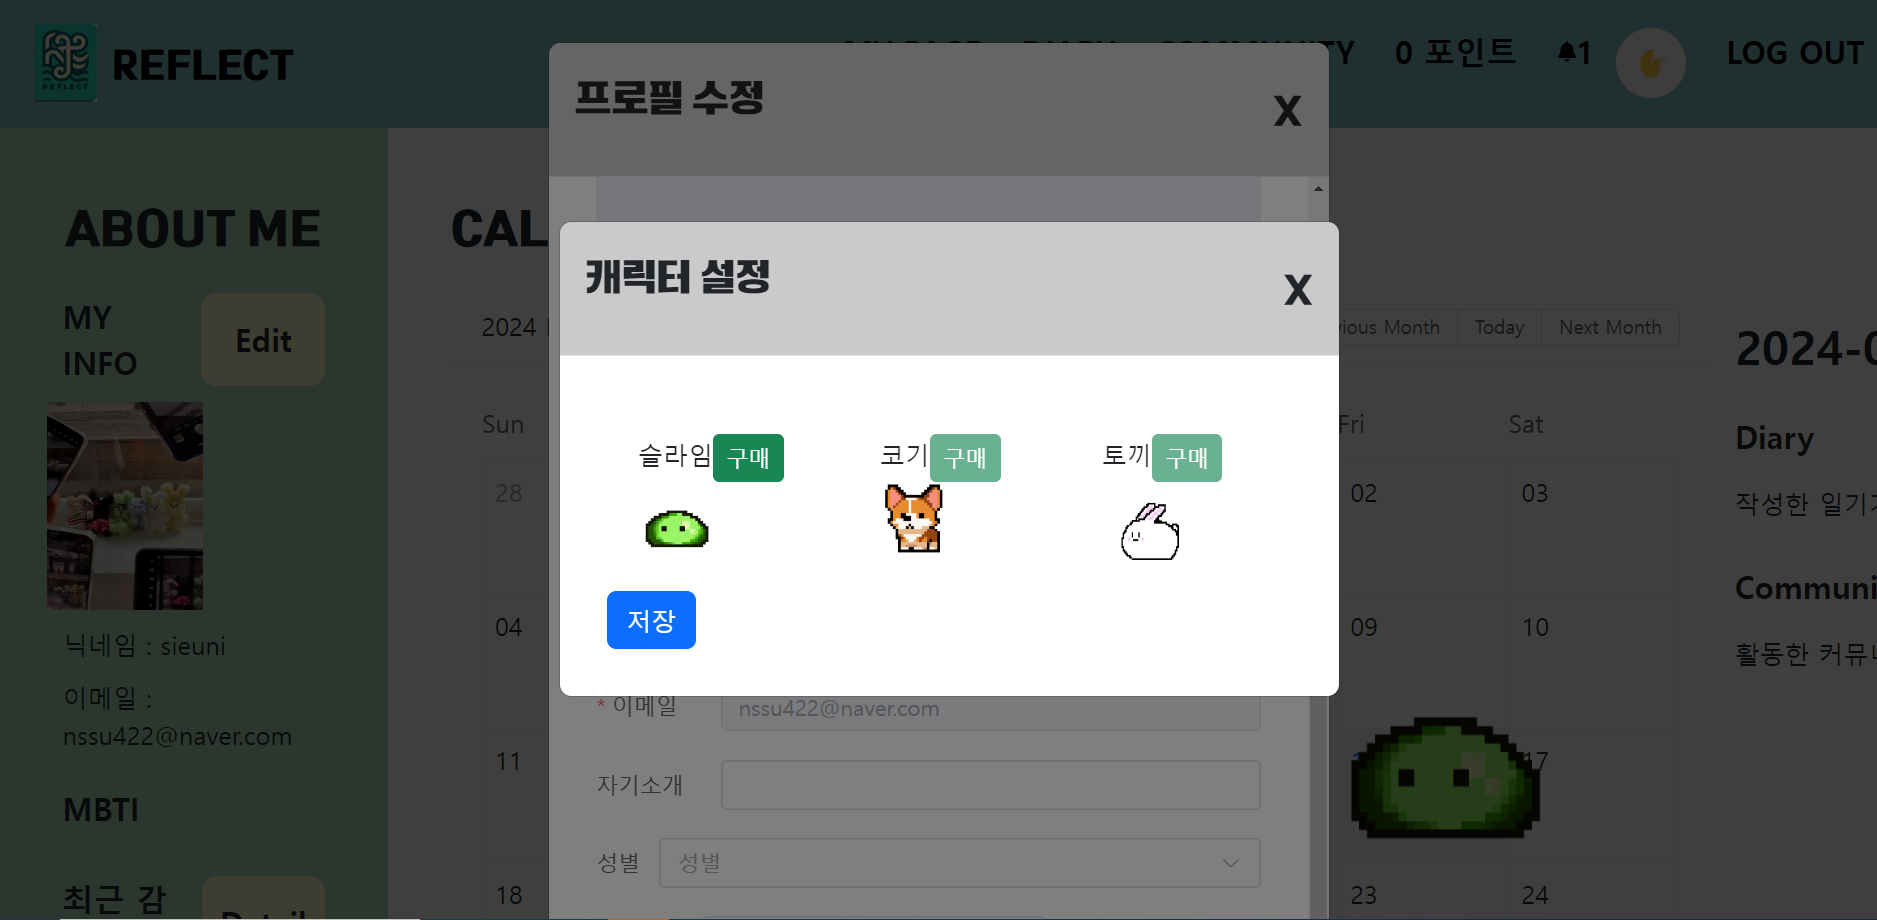 REFLECT
REFLECT
0 포인트
1
LOG OUT
프로필 수정
X
ABOUT ME
MY
INFO
Edit
닉네임 : sieuni
이메일 :
nssu422@naver.com
MBTI
최근 감
CAL
2024
Month
Today
Next Month
Sun
Fri
Sat
28
02
03
04
09
10
11
17
18
23
24
캐릭터 설정
X
슬라임
구매
코기
구매
토끼
구매
저장
* 이메일
nssu422@naver.com
자기소개
성별
성별
2024-0
Diary
작성한 일기
Communi
활동한 커뮤